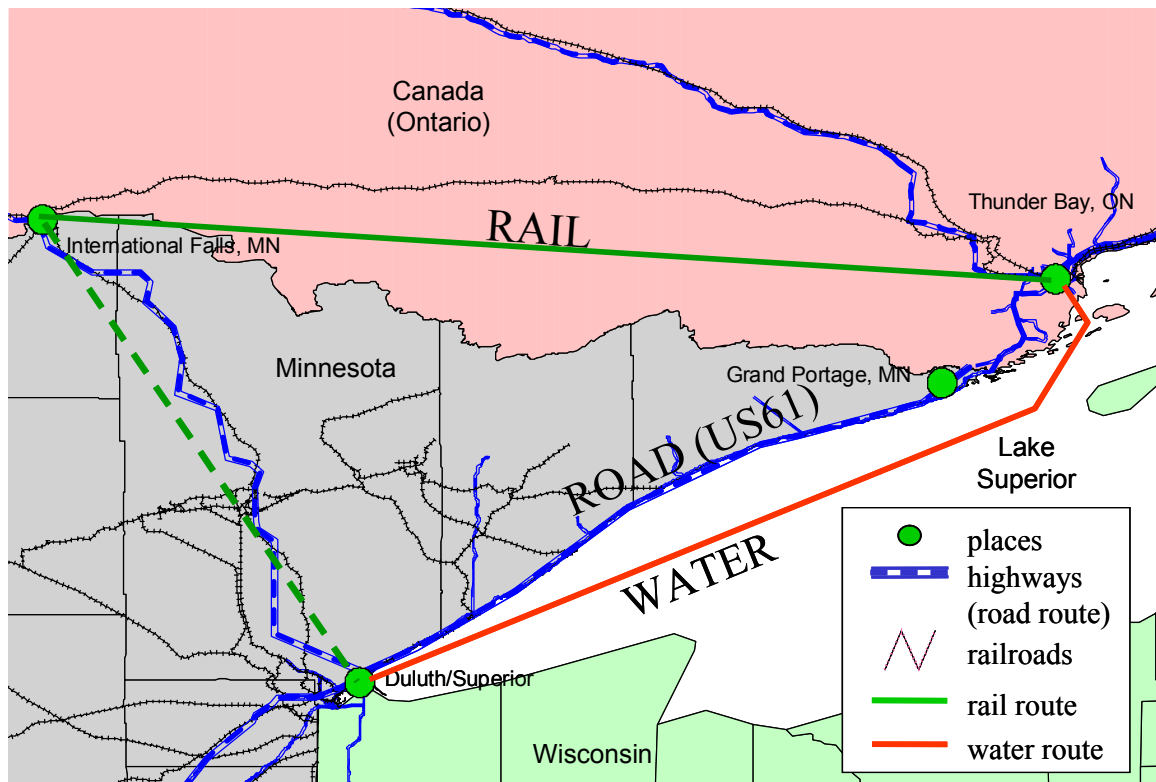 Canada
(Ontario)
Thunder Bay, ON
RAIL
International Falls, MN
Minnesota
Grand Portage, MN
ROAD (US61)
Lake
Superior
WATER
Duluth/Superior
Wisconsin
places
highways
(road route)
railroads
rail route
water route